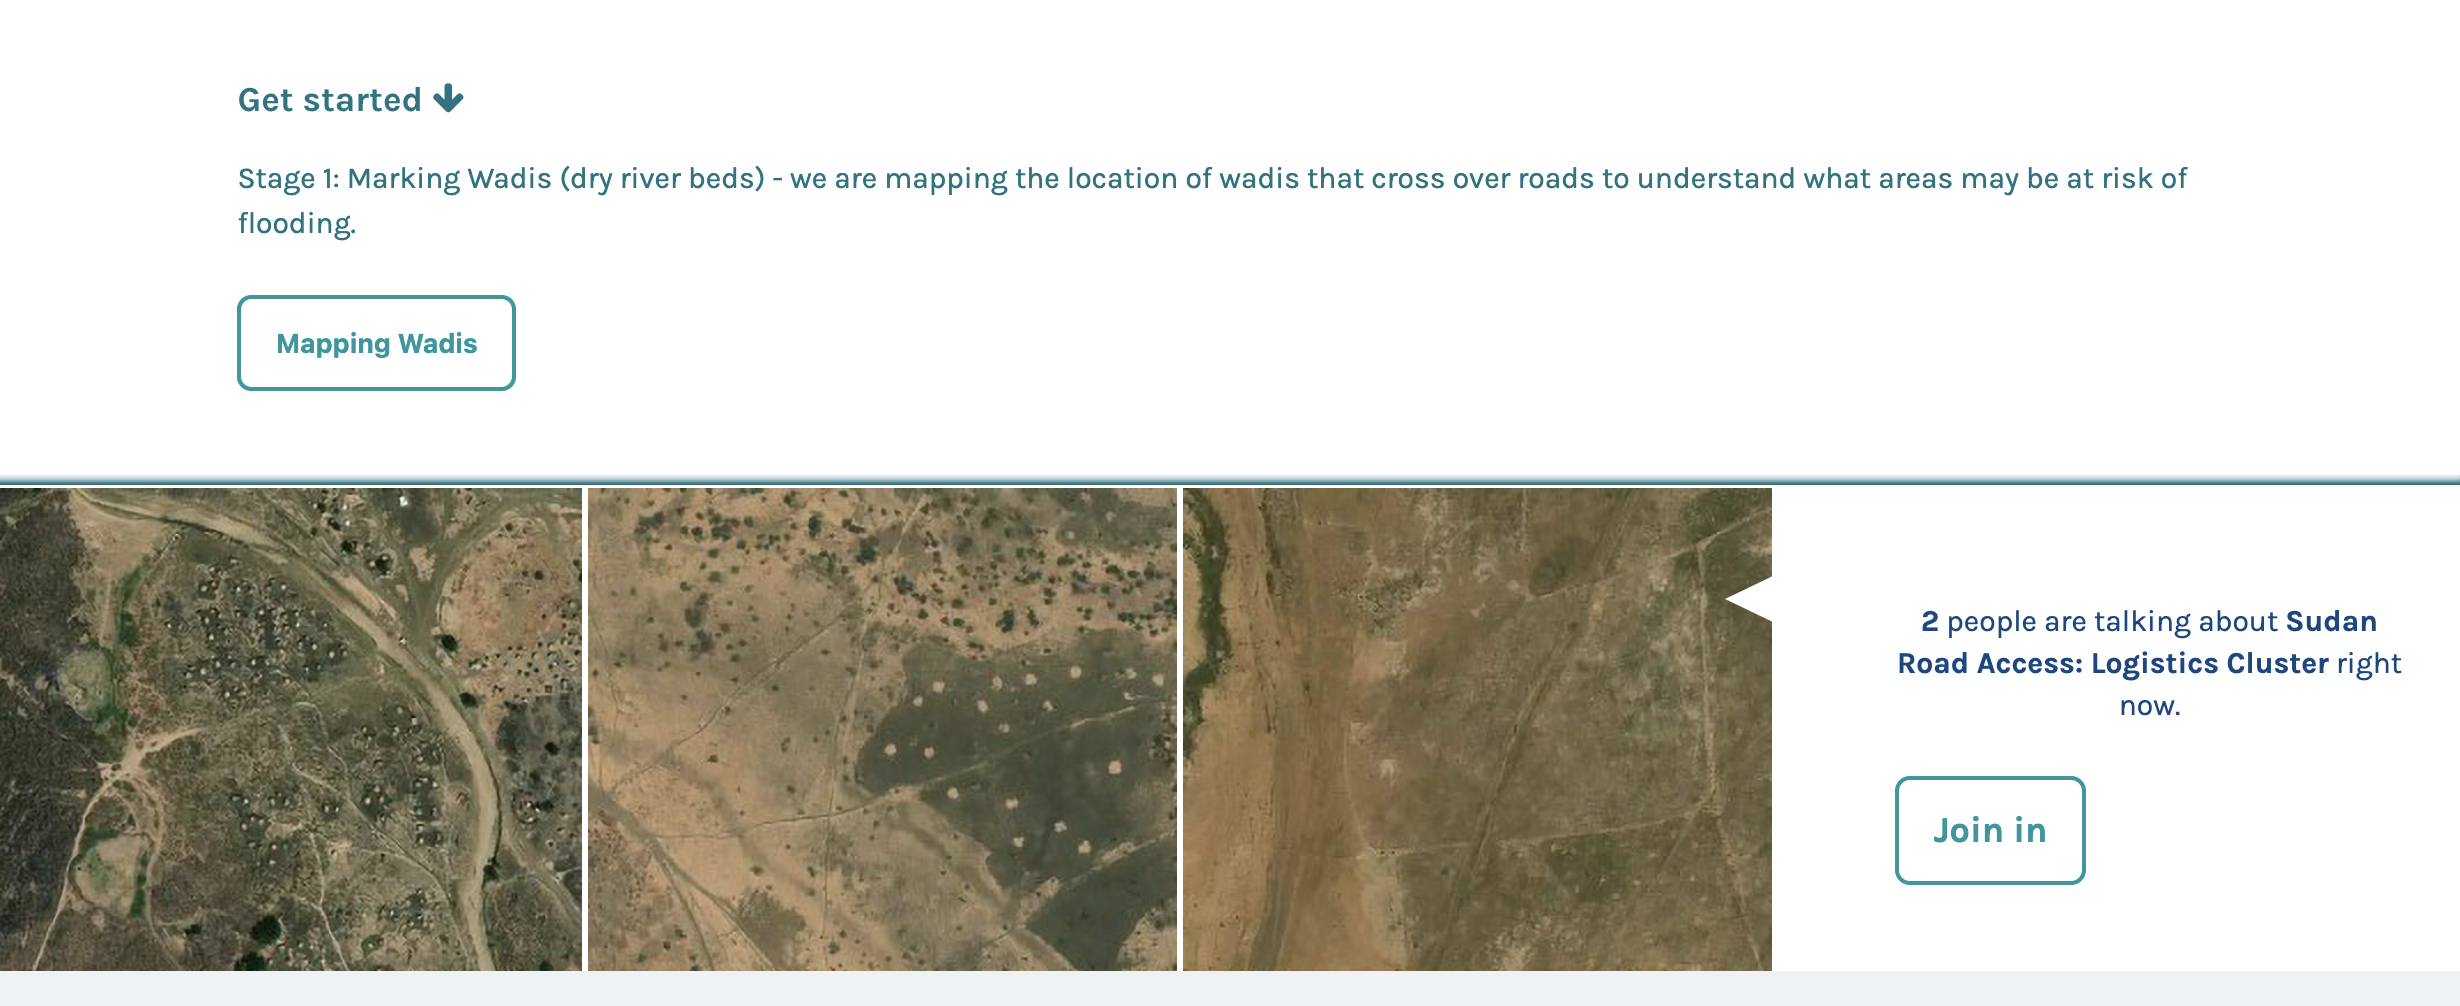 Get started
Stage 1: Marking Wadis (dry river beds) - we are mapping the location of wadis that cross over roads to understand what areas may be at risk of
flooding.
Mapping Wadis
2 people are talking about Sudan
Road Access: Logistics Cluster right
now.
Join in